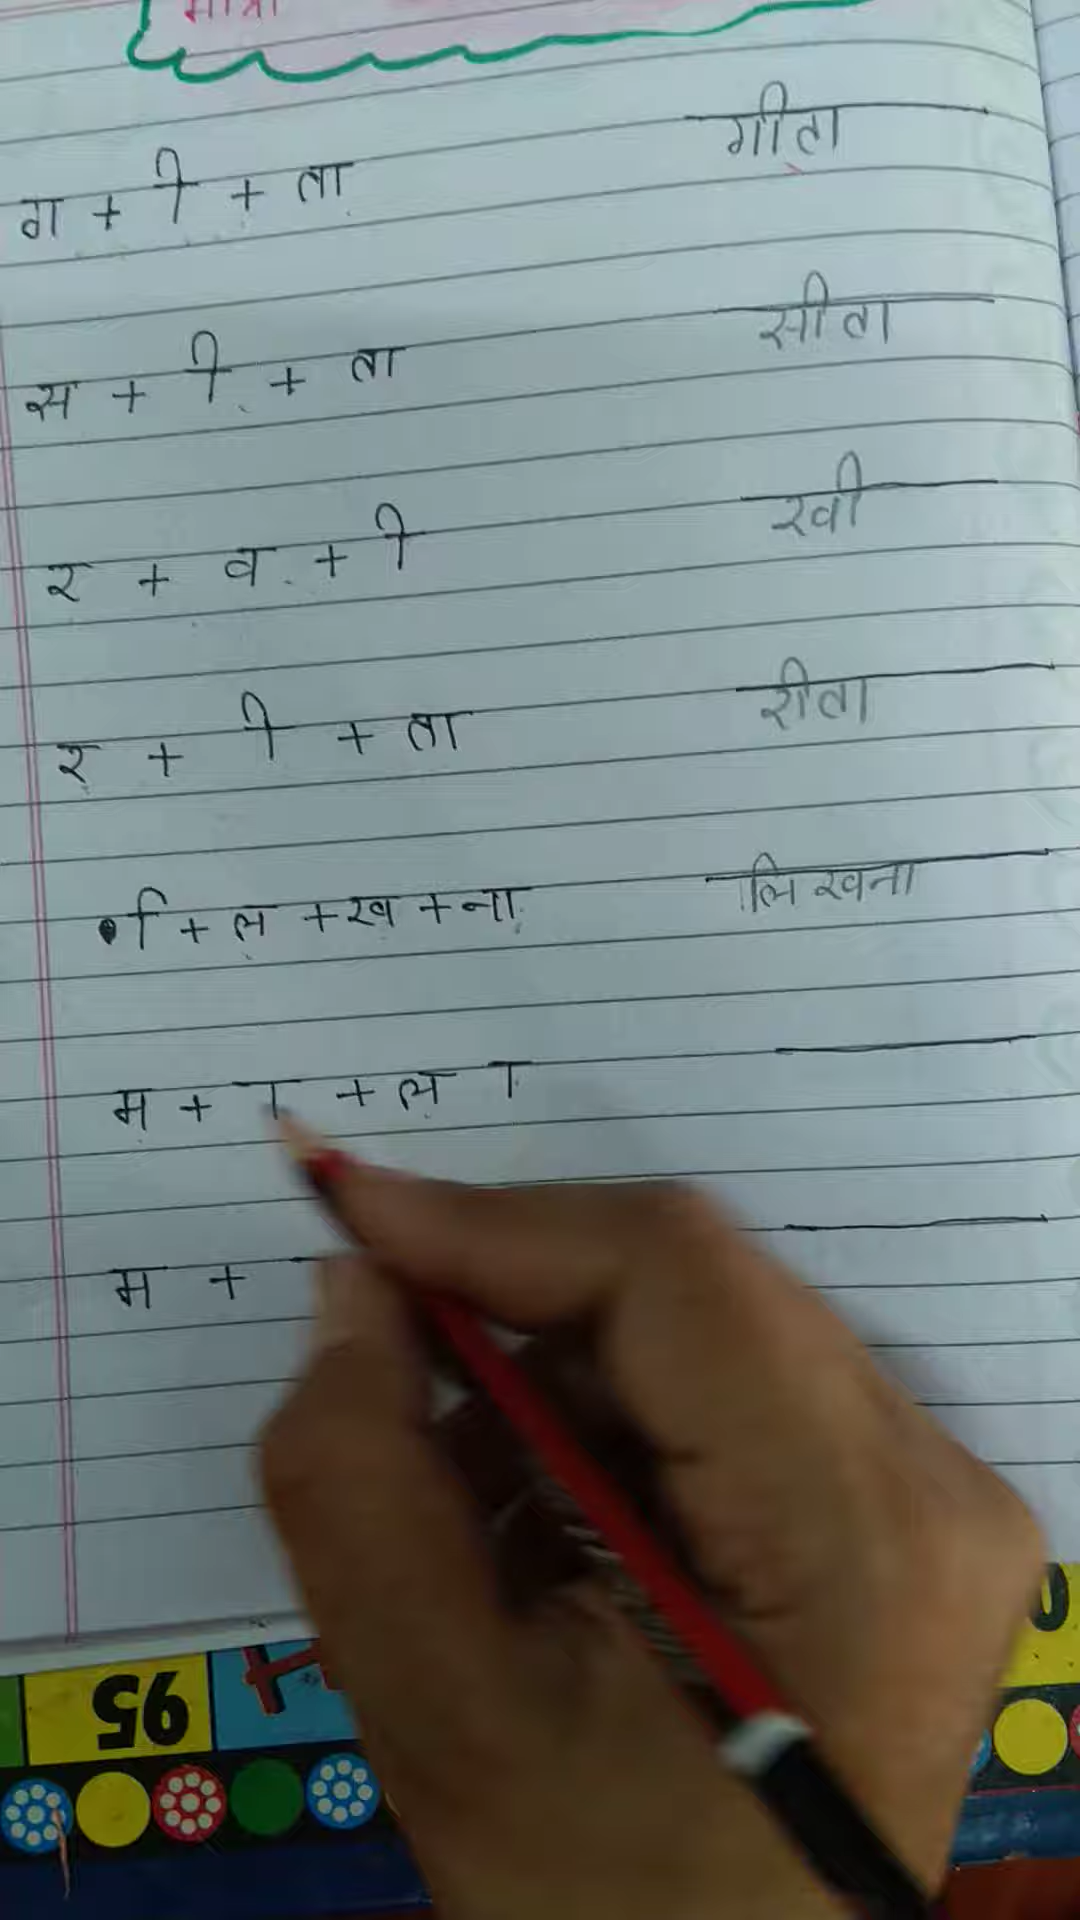 मात्रा
ग + ी + ता गीता
स + ी + ता सीता
र + व + ी रवी
र + ी + ता रीता
ि + ल + ख + ना लिखना
म + ा + ल ा
म +
95